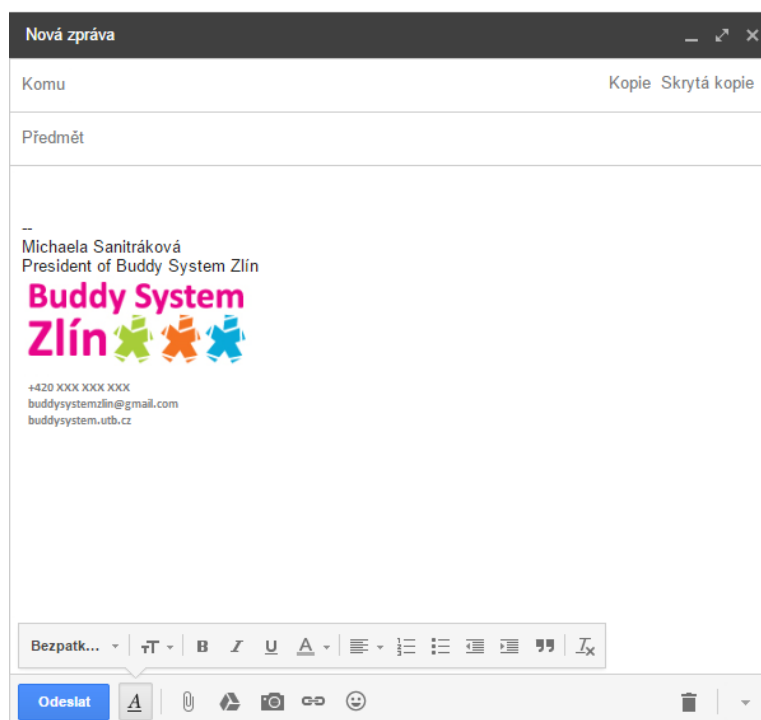 Nová zpráva
Komu Kopie Skrytá kopie
Předmět
--
Michaela Sanitráková
President of Buddy System Zlín
Buddy System
Zlín
+420 XXX XXX XXX
buddysystemzlin@gmail.com
buddysystem.utb.cz
Bezpatk...
Odeslat